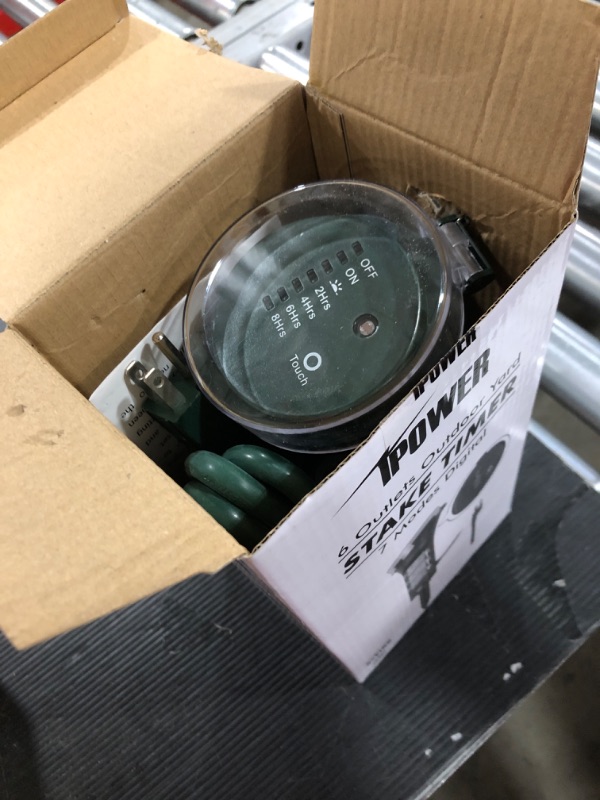 OFF
ON
2Hrs
4Hrs
6Hrs
8Hrs
Touch
iPOWER
iPOWER
6 Outlets Outdoor Yard
STAKE TIMER
7 Modes Digital